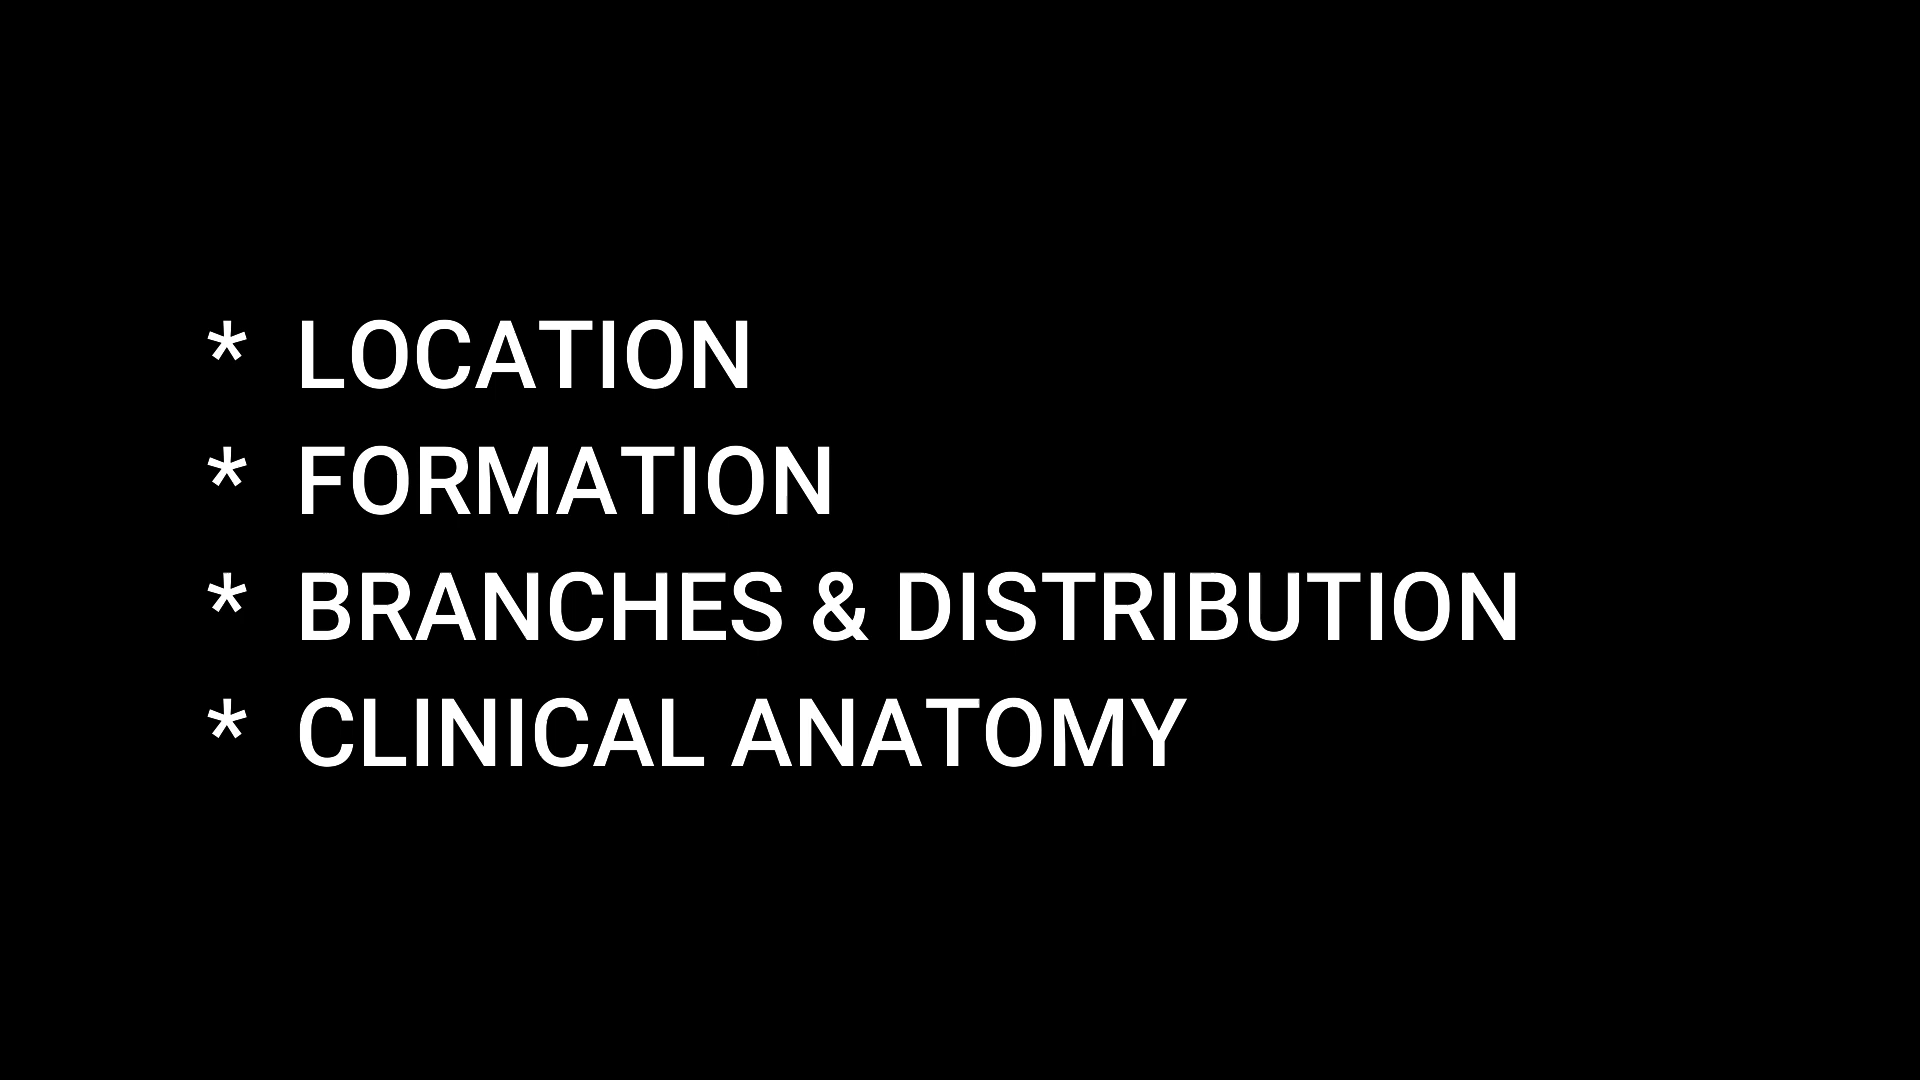 * LOCATION
* FORMATION
* BRANCHES & DISTRIBUTION
* CLINICAL ANATOMY